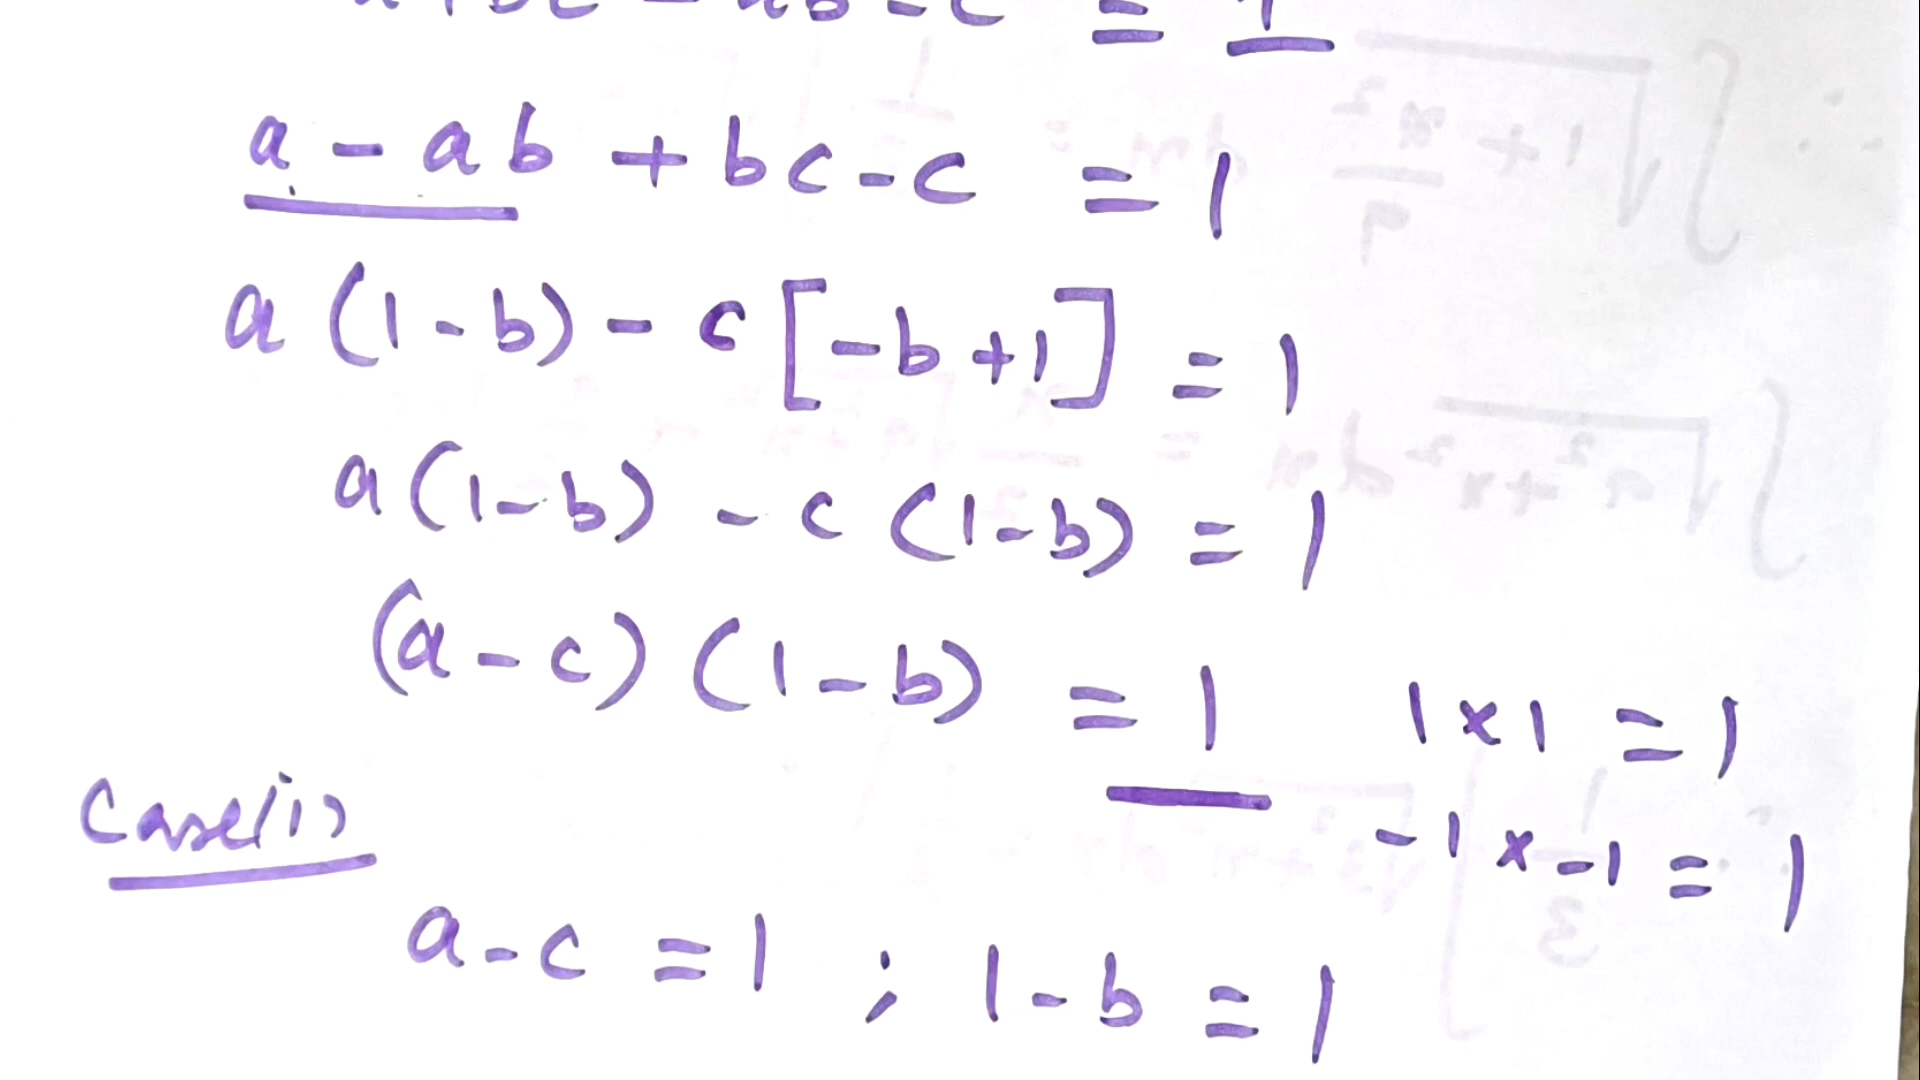 a - ab + bc - c = 1
a (1 - b) - c [-b + 1] = 1
a (1 - b) - c (1 - b) = 1
(a - c) (1 - b) = 1
1 x 1 = 1
-1 x -1 = 1
Case(i)
a - c = 1 ; 1 - b = 1